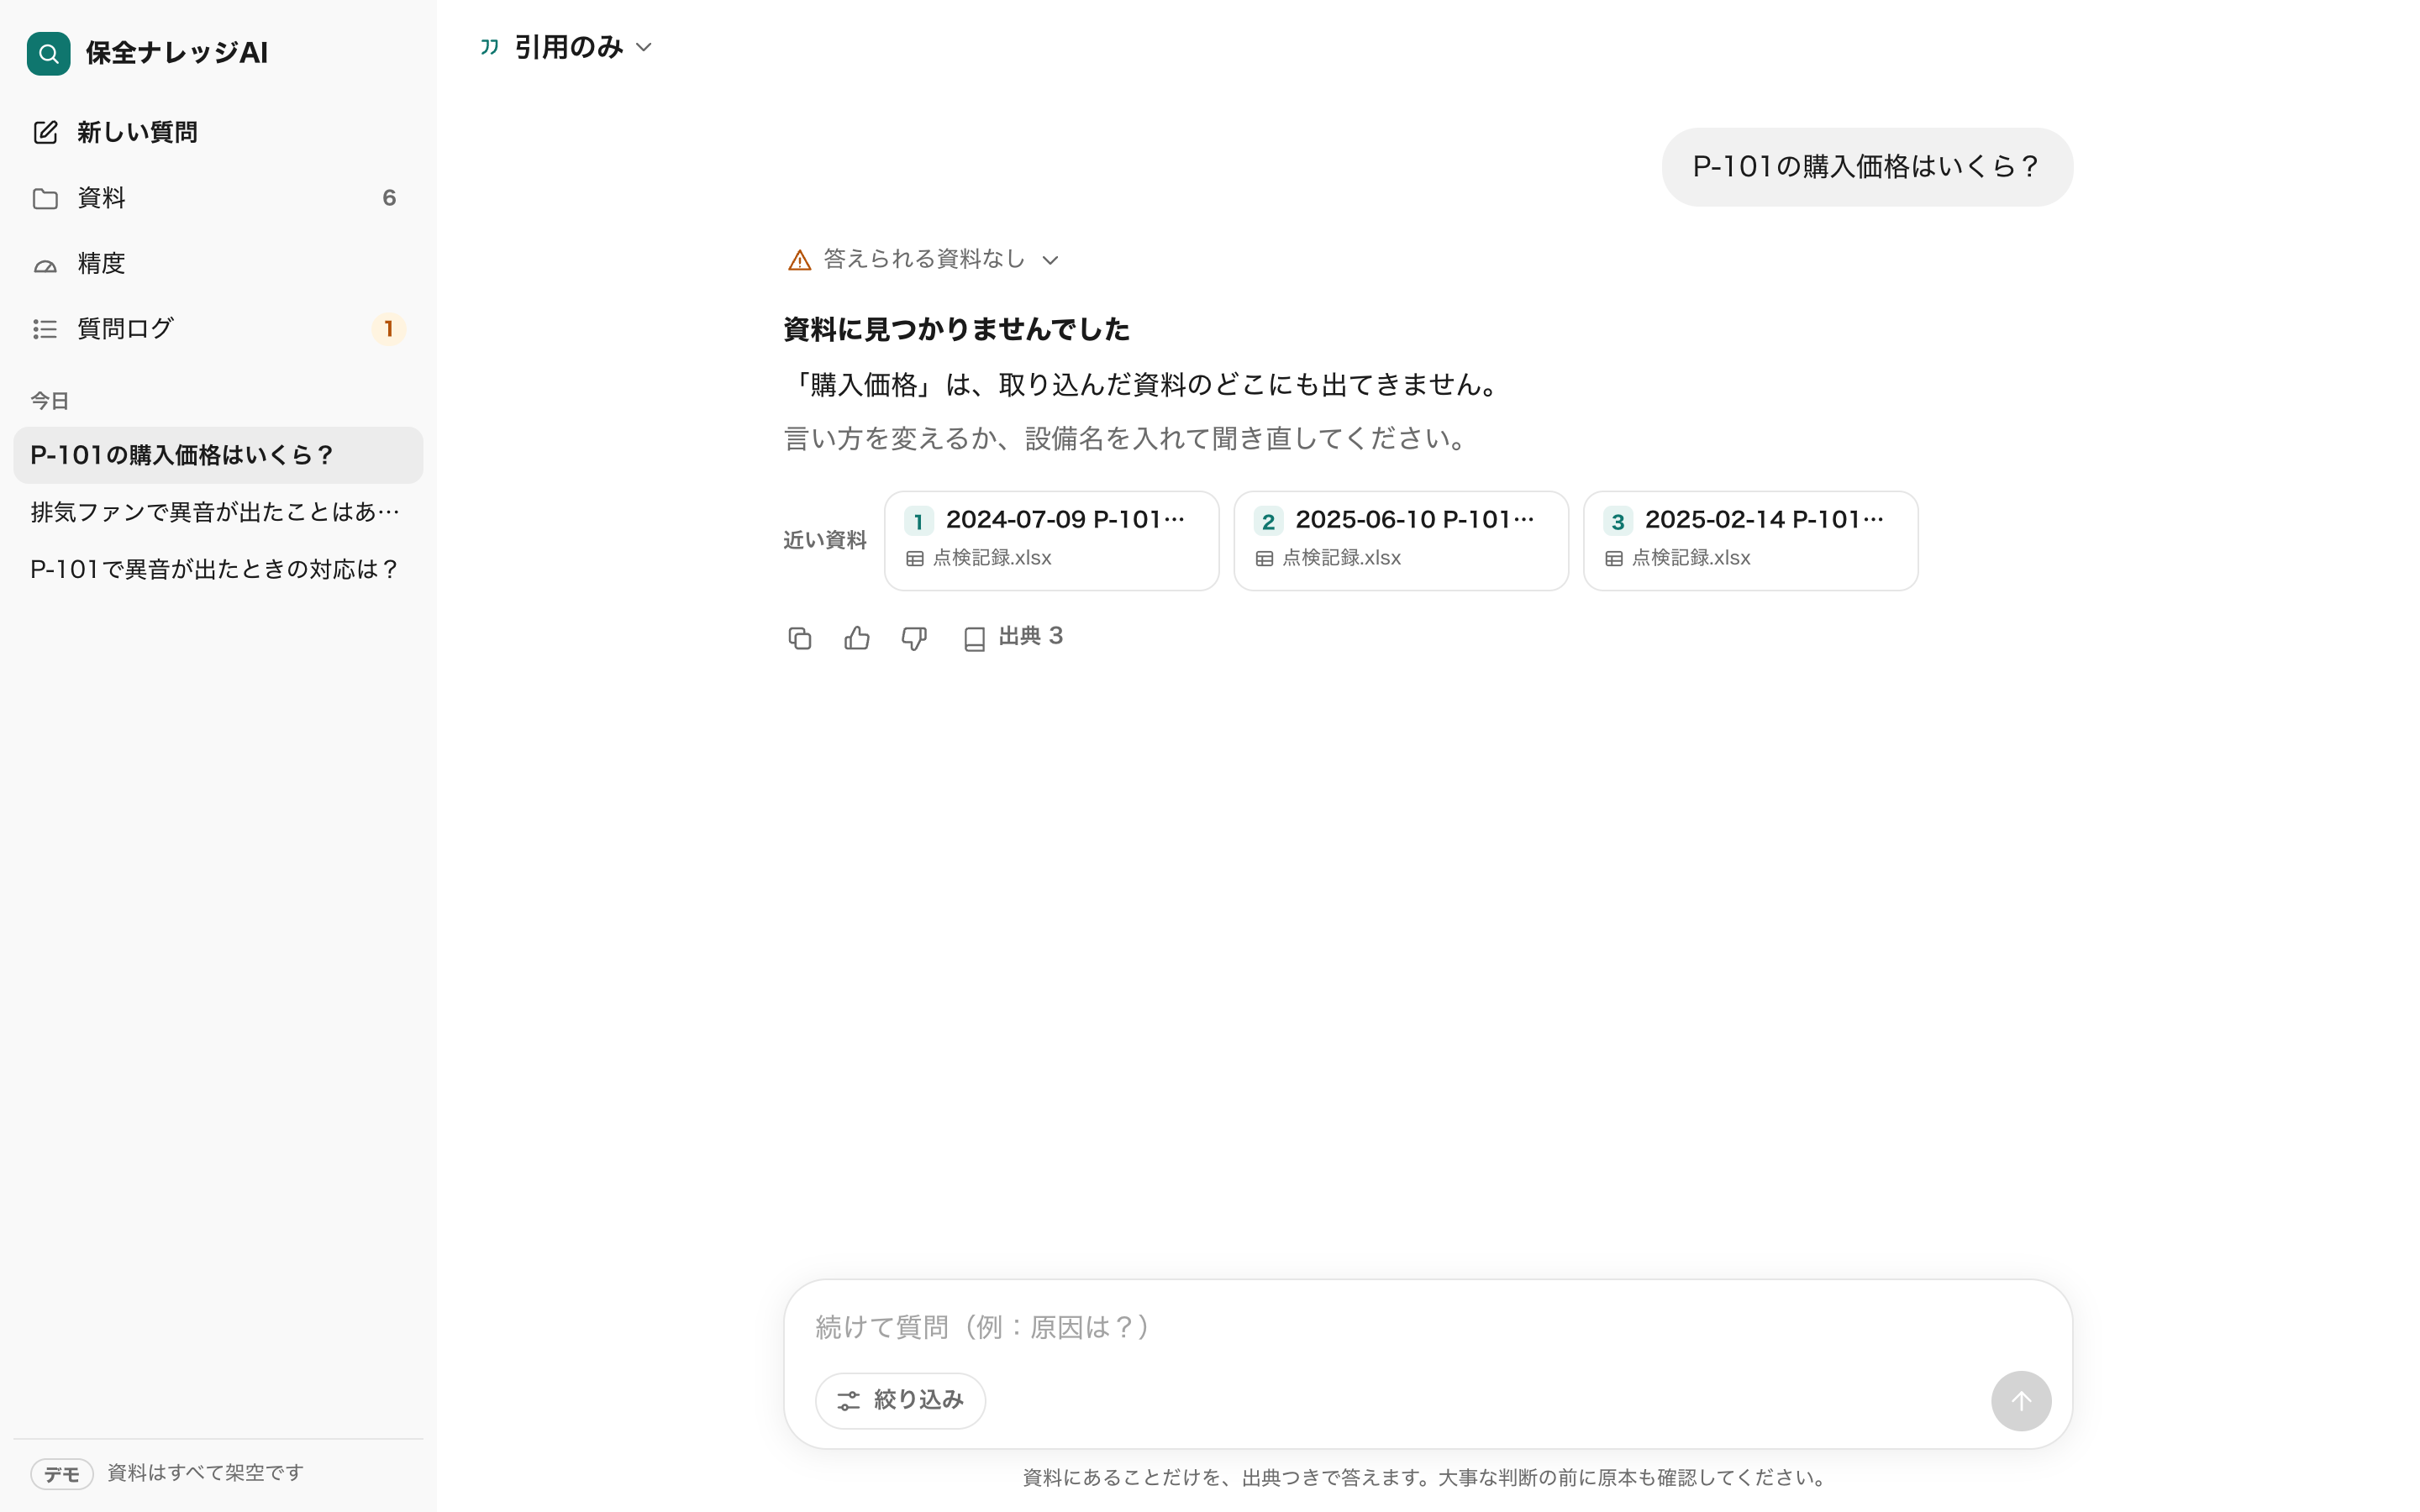 保全ナレッジAI
新しい質問
資料 6
精度
質問ログ 1
今日
P-101の購入価格はいくら？
排気ファンで異音が出たことはあ…
P-101で異音が出たときの対応は？
デモ 資料はすべて架空です
引用のみ
P-101の購入価格はいくら？
答えられる資料なし
資料に見つかりませんでした
「購入価格」は、取り込んだ資料のどこにも出てきません。
言い方を変えるか、設備名を入れて聞き直してください。
近い資料
1 2024-07-09 P-101…
点検記録.xlsx
2 2025-06-10 P-101…
点検記録.xlsx
3 2025-02-14 P-101…
点検記録.xlsx
出典 3
続けて質問（例：原因は？）
絞り込み
資料にあることだけを、出典つきで答えます。大事な判断の前に原本も確認してください。